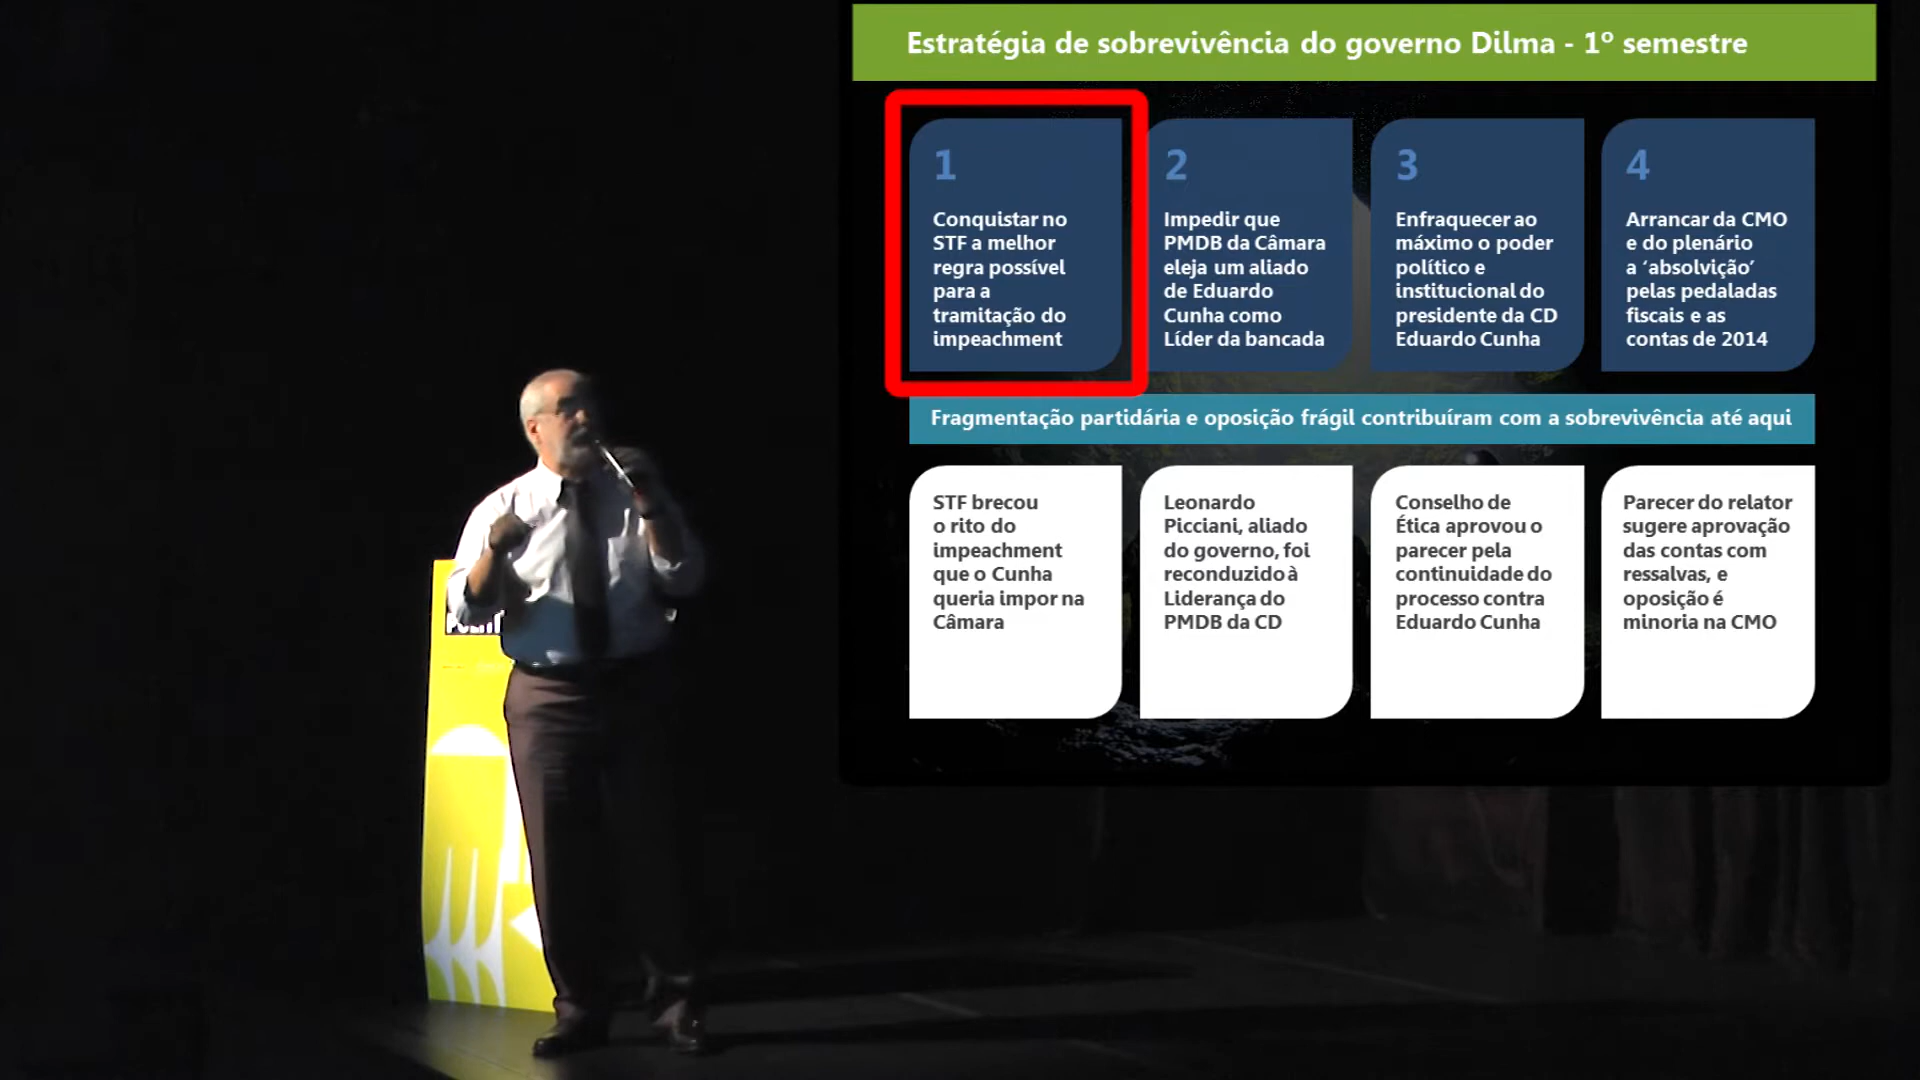 Estratégia de sobrevivência do governo Dilma - 1º semestre
1
Conquistar no
STF a melhor
regra possível
para a
tramitação do
impeachment
2
Impedir que
PMDB da Câmara
eleja um aliado
de Eduardo
Cunha como
Líder da bancada
3
Enfraquecer ao
máximo o poder
político e
institucional do
presidente da CD
Eduardo Cunha
4
Arrancar da CMO
e do plenário
a ‘absolvição’
pelas pedaladas
fiscais e as
contas de 2014
Fragmentação partidária e oposição frágil contribuíram com a sobrevivência até aqui
STF brecou
o rito do
impeachment
que o Cunha
queria impor na
Câmara
Leonardo
Picciani, aliado
do governo, foi
reconduzido à
Liderança do
PMDB da CD
Conselho de
Ética aprovou o
parecer pela
continuidade do
processo contra
Eduardo Cunha
Parecer do relator
sugere aprovação
das contas com
ressalvas, e
oposição é
minoria na CMO